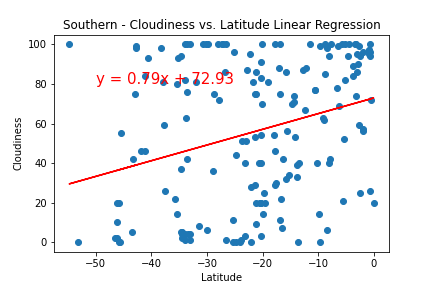 Southern - Cloudiness vs. Latitude Linear Regression
100
y = 0.79x + 72.93
80
60
Cloudiness
40
20
0
−50 −40 −30 −20 −10 0
Latitude